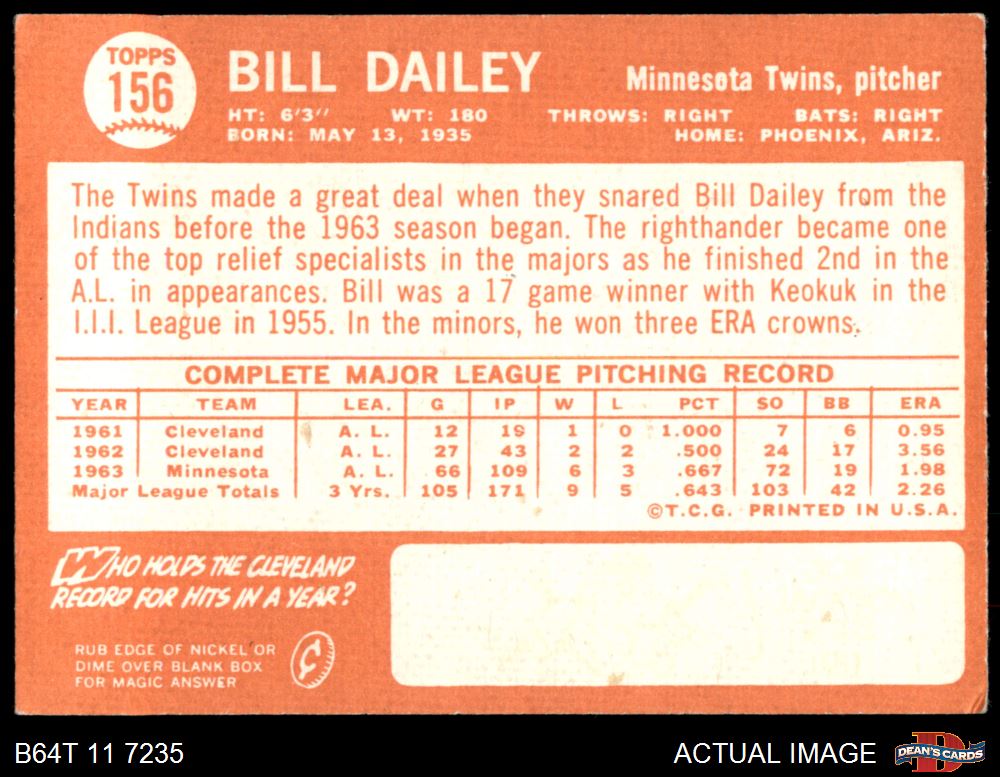 TOPPS
156
BILL DAILEY
Minnesota Twins, pitcher
HT: 6'3" WT: 180 THROWS: RIGHT BATS: RIGHT
BORN: MAY 13, 1935 HOME: PHOENIX, ARIZ.
The Twins made a great deal when they snared Bill Dailey from the
Indians before the 1963 season began. The righthander became one
of the top relief specialists in the majors as he finished 2nd in the
A.L. in appearances. Bill was a 17 game winner with Keokuk in the
I.I.I. League in 1955. In the minors, he won three ERA crowns.
COMPLETE MAJOR LEAGUE PITCHING RECORD
YEAR TEAM LEA. G IP W L PCT SO BB ERA
1961 Cleveland A. L. 12 19 1 0 1.000 7 6 0.95
1962 Cleveland A. L. 27 43 2 2 .500 24 17 3.56
1963 Minnesota A. L. 66 109 6 3 .667 72 19 1.98
Major League Totals 3 Yrs. 105 171 9 5 .643 103 42 2.26
©T.C.G. PRINTED IN U.S.A.
WHO HOLDS THE CLEVELAND
RECORD FOR HITS IN A YEAR?
RUB EDGE OF NICKEL OR
DIME OVER BLANK BOX
FOR MAGIC ANSWER
¢
B64T 11 7235
ACTUAL IMAGE
D
DEAN'S CARDS